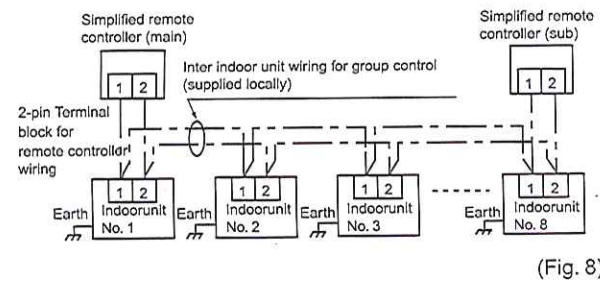 Simplified remote
controller (main)
Simplified remote
controller (sub)
1 2
1 2
Inter indoor unit wiring for group control
(supplied locally)
2-pin Terminal
block for
remote controller
wiring
1 2
1 2
1 2
1 2
Earth
Indoorunit
No. 1
Earth
Indoorunit
No. 2
Earth
Indoorunit
No. 3
Earth
Indoorunit
No. 8
(Fig. 8)